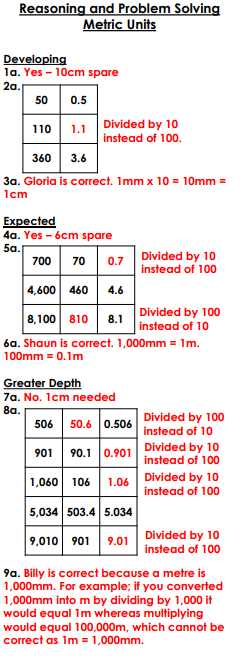 Reasoning and Problem Solving
Metric Units
Developing
1a. Yes – 10cm spare
2a.
50 0.5
110 1.1 Divided by 10
instead of 100.
360 3.6
3a. Gloria is correct. 1mm x 10 = 10mm =
1cm
Expected
4a. Yes – 6cm spare
5a.
700 70 0.7 Divided by 10
instead of 100
4,600 460 4.6
8,100 810 8.1 Divided by 100
instead of 10
6a. Shaun is correct. 1,000mm = 1m.
100mm = 0.1m
Greater Depth
7a. No. 1cm needed
8a.
506 50.6 0.506 Divided by 100
instead of 10
901 90.1 0.901 Divided by 10
instead of 100
1,060 106 1.06 Divided by 10
instead of 100
5,034 503.4 5.034
9,010 901 9.01 Divided by 10
instead of 100
9a. Billy is correct because a metre is
1,000mm. For example; if you converted
1,000mm into m by dividing by 1,000 it
would equal 1m whereas multiplying
would equal 100,000m, which cannot be
correct as 1m = 1,000mm.